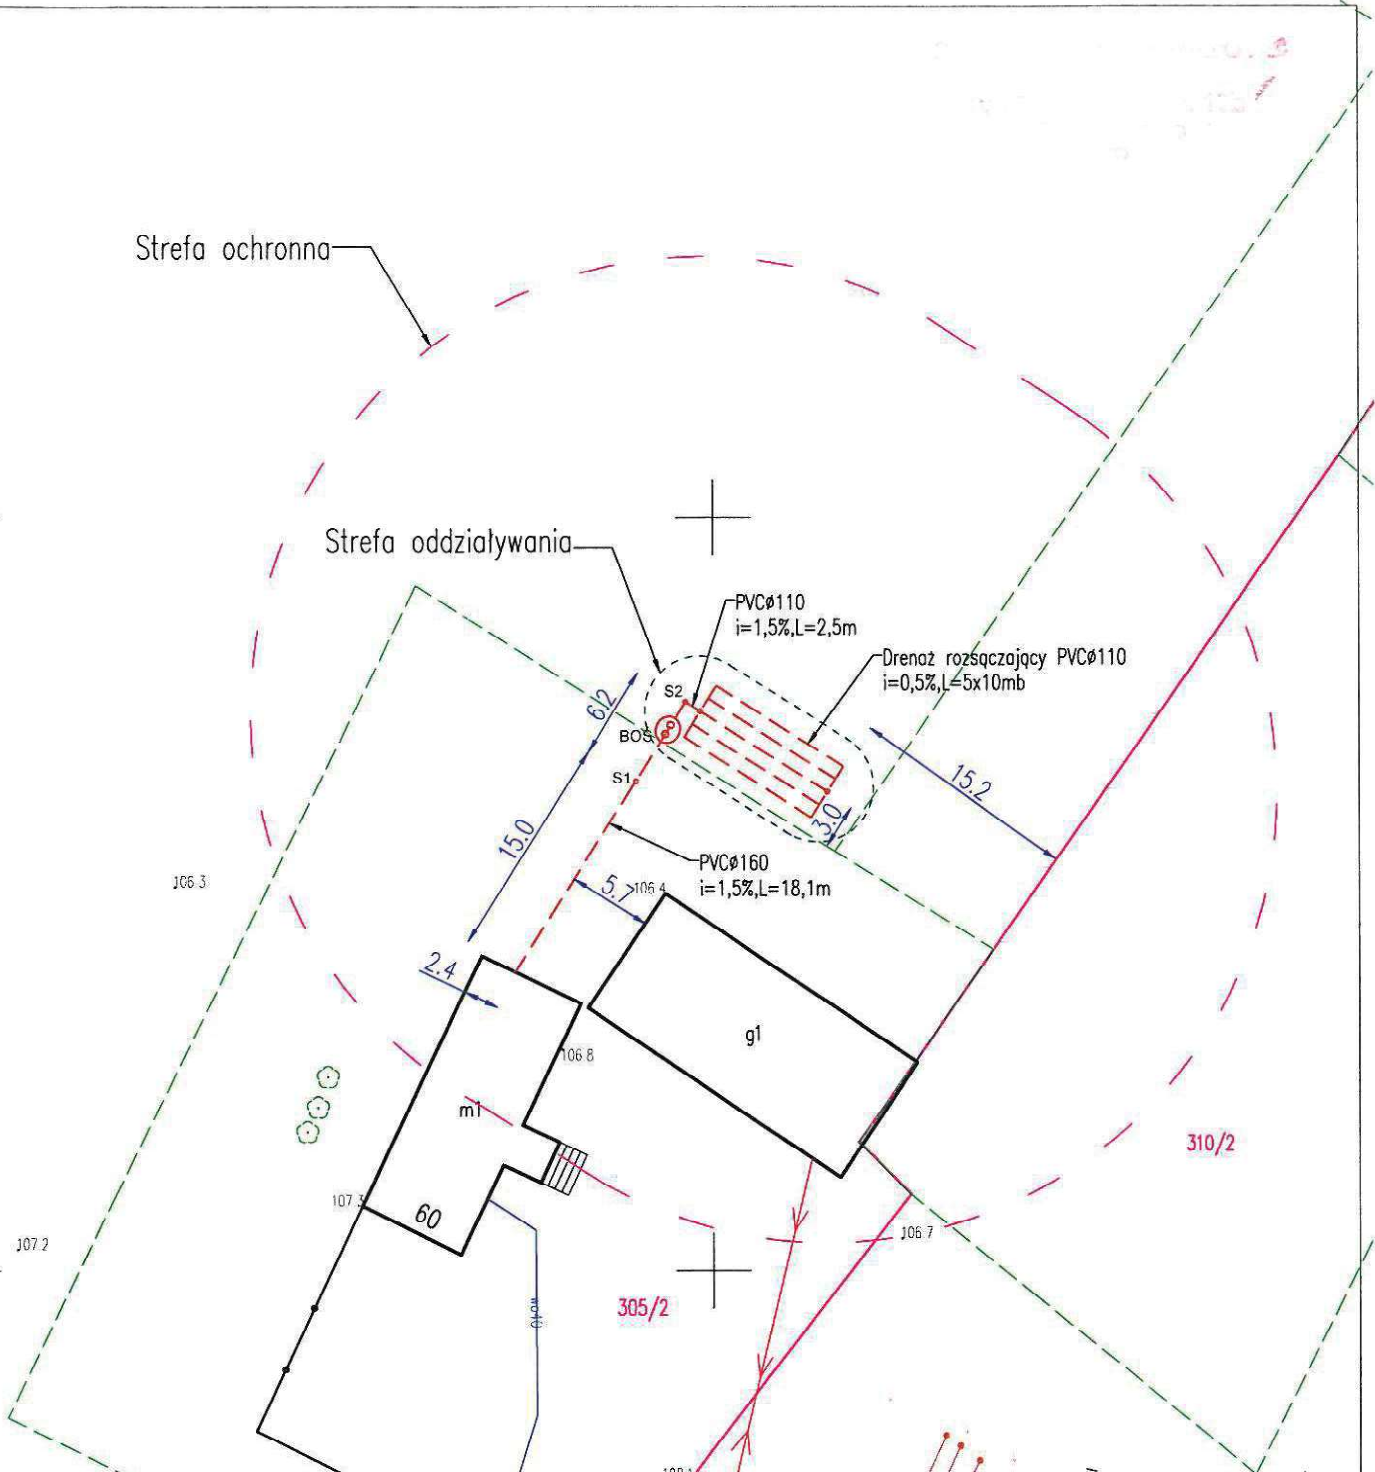 Strefa ochronna
Strefa oddziaływania
PVCø110
i=1,5%,L=2,5m
Drenaż rozsączający PVCø110
i=0,5%,L=5x10mb
S2
6.2
BOŚ
S1
15.2
15.0
3.0
PVCø160
i=1,5%,L=18,1m
5.7
106.4
106.3
2.4
g1
106.8
m1
310/2
107.3
60
106.7
107.2
305/2
wo40